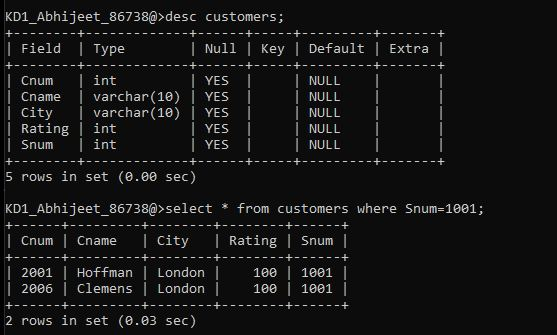 KD1_Abhijeet_86738@>desc customers;
+--------+-------------+------+-----+---------+-------+
| Field  | Type        | Null | Key | Default | Extra |
+--------+-------------+------+-----+---------+-------+
| Cnum   | int         | YES  |     | NULL    |       |
| Cname  | varchar(10) | YES  |     | NULL    |       |
| City   | varchar(10) | YES  |     | NULL    |       |
| Rating | int         | YES  |     | NULL    |       |
| Snum   | int         | YES  |     | NULL    |       |
+--------+-------------+------+-----+---------+-------+
5 rows in set (0.00 sec)
KD1_Abhijeet_86738@>select * from customers where Snum=1001;
+------+---------+--------+--------+------+
| Cnum | Cname   | City   | Rating | Snum |
+------+---------+--------+--------+------+
| 2001 | Hoffman | London |    100 | 1001 |
| 2006 | Clemens | London |    100 | 1001 |
+------+---------+--------+--------+------+
2 rows in set (0.03 sec)